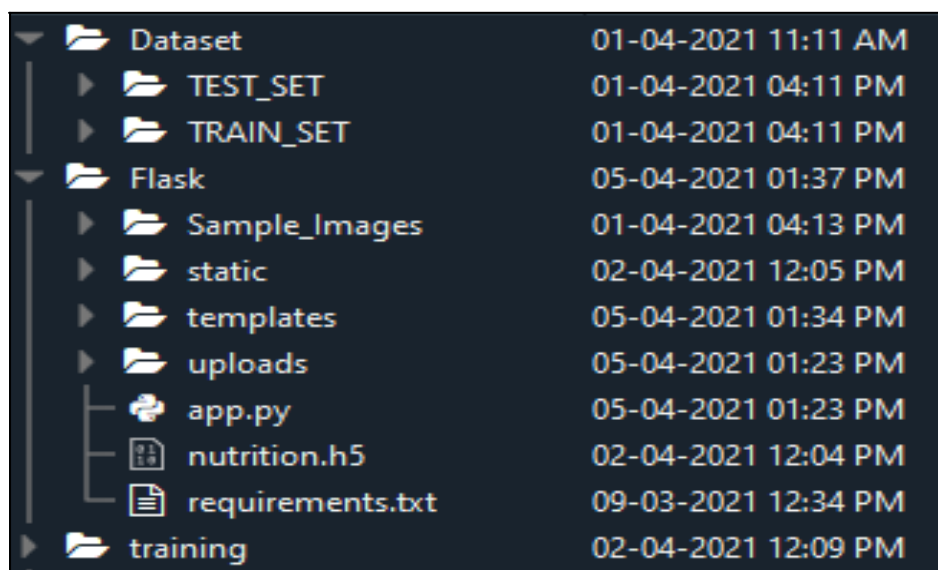 Dataset 01-04-2021 11:11 AM
TEST_SET 01-04-2021 04:11 PM
TRAIN_SET 01-04-2021 04:11 PM
Flask 05-04-2021 01:37 PM
Sample_Images 01-04-2021 04:13 PM
static 02-04-2021 12:05 PM
templates 05-04-2021 01:34 PM
uploads 05-04-2021 01:23 PM
app.py 05-04-2021 01:23 PM
nutrition.h5 02-04-2021 12:04 PM
requirements.txt 09-03-2021 12:34 PM
training 02-04-2021 12:09 PM